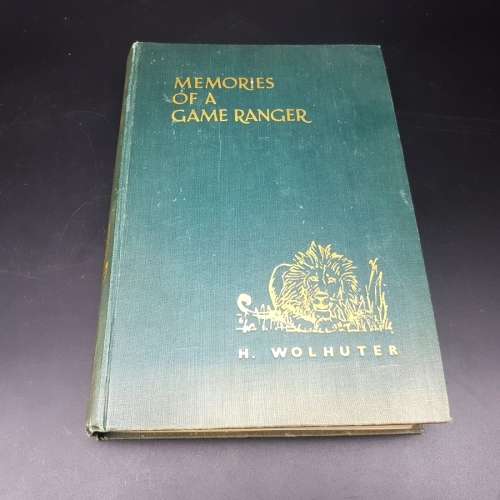 MEMORIES
OF A
GAME RANGER
H. WOLHUTER